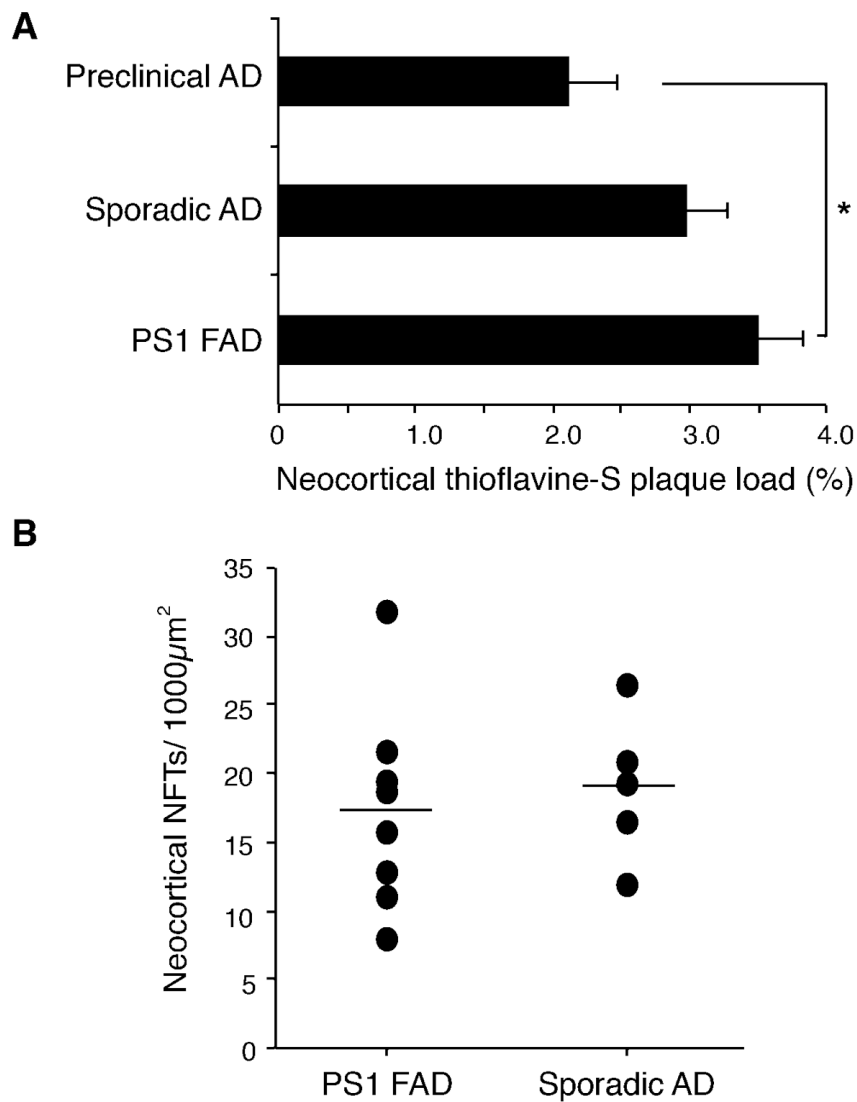 A
Preclinical AD
Sporadic AD
*
PS1 FAD
0 1.0 2.0 3.0 4.0
Neocortical thioflavine-S plaque load (%)
B
Neocortical NFTs/ 1000µm²
35
30
25
20
15
10
5
0
PS1 FAD Sporadic AD